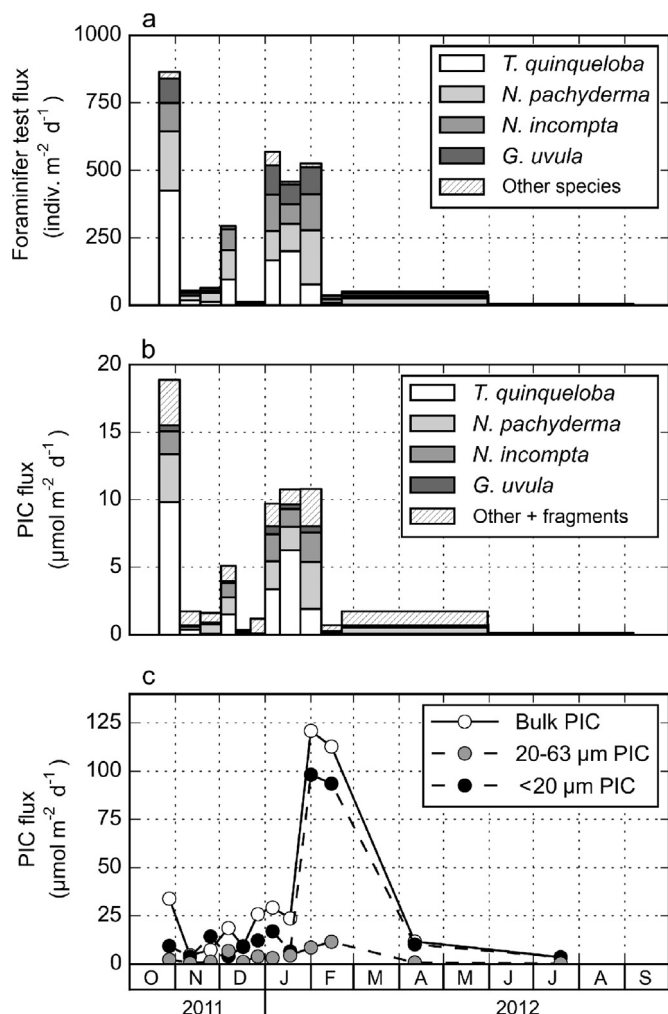 a
Foraminifer test flux
(indiv. m⁻² d⁻¹)
1000
750
500
250
0
T. quinqueloba
N. pachyderma
N. incompta
G. uvula
Other species
b
PIC flux
(µmol m⁻² d⁻¹)
20
15
10
5
0
T. quinqueloba
N. pachyderma
N. incompta
G. uvula
Other + fragments
c
PIC flux
(µmol m⁻² d⁻¹)
125
100
75
50
25
0
Bulk PIC
20-63 µm PIC
<20 µm PIC
O N D J F M A M J J A S
2011 2012